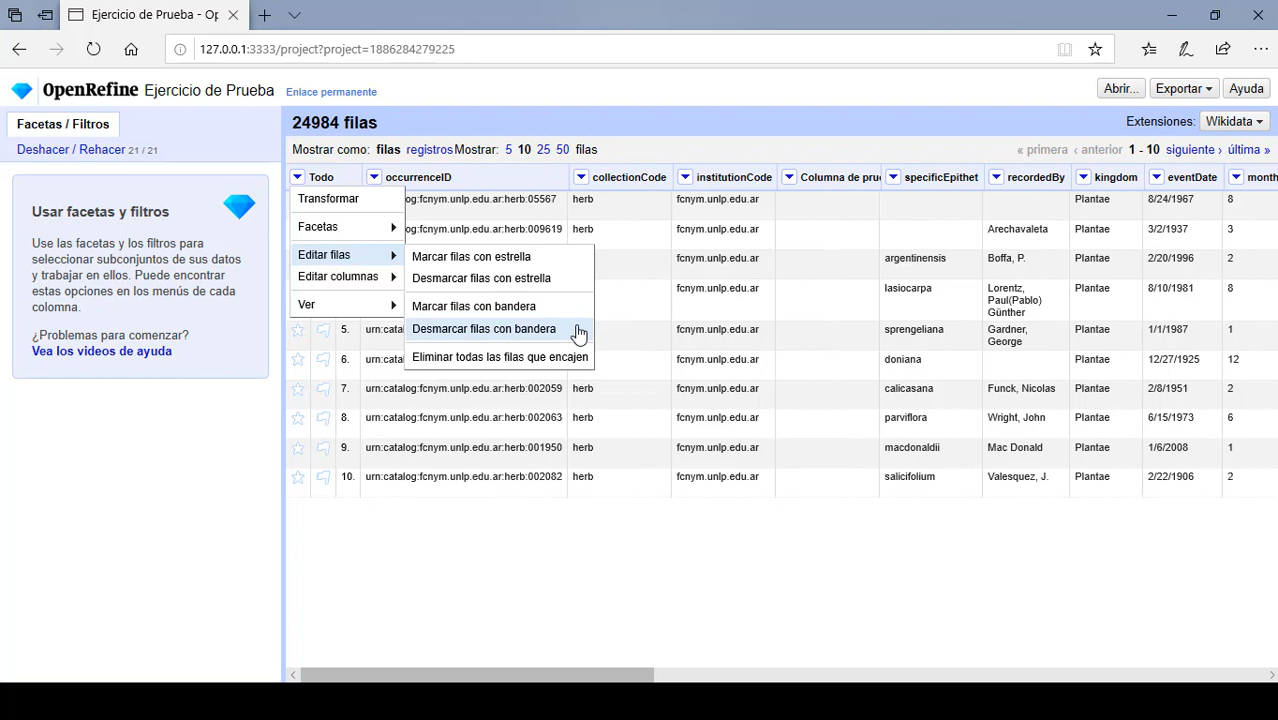 Ejercicio de Prueba - Op
127.0.0.1:3333/project?project=1886284279225
OpenRefine Ejercicio de Prueba Enlace permanente
Abrir... Exportar Ayuda
Facetas / Filtros
24984 filas
Extensiones: Wikidata
Deshacer / Rehacer 21 / 21
Mostrar como: filas registros Mostrar: 5 10 25 50 filas
« primera ‹ anterior 1 - 10 siguiente › última »
Todo occurrenceID collectionCode institutionCode Columna de prue specificEpithet recordedBy kingdom eventDate month
Usar facetas y filtros
Use las facetas y los filtros para
seleccionar subconjuntos de sus datos
y trabajar en ellos. Puede encontrar
estas opciones en los menús de cada
columna.
¿Problemas para comenzar?
Vea los videos de ayuda
Transformar
Facetas
Editar filas
Editar columnas
Ver
Marcar filas con estrella
Desmarcar filas con estrella
Marcar filas con bandera
Desmarcar filas con bandera
Eliminar todas las filas que encajen
og:fcnym.unlp.edu.ar:herb:05567 herb fcnym.unlp.edu.ar Plantae 8/24/1967 8
og:fcnym.unlp.edu.ar:herb:009619 herb fcnym.unlp.edu.ar Arechavaleta Plantae 3/2/1937 3
fcnym.unlp.edu.ar argentinensis Boffa, P. Plantae 2/20/1996 2
fcnym.unlp.edu.ar lasiocarpa Lorentz, Plantae 8/10/1981 8
Paul(Pablo)
Günther
5. urn:cata fcnym.unlp.edu.ar sprengeliana Gardner, Plantae 1/1/1987 1
George
6. urn:cata fcnym.unlp.edu.ar doniana Plantae 12/27/1925 12
7. urn:catalog:fcnym.unlp.edu.ar:herb:002059 herb fcnym.unlp.edu.ar calicasana Funck, Nicolas Plantae 2/8/1951 2
8. urn:catalog:fcnym.unlp.edu.ar:herb:002063 herb fcnym.unlp.edu.ar parviflora Wright, John Plantae 6/15/1973 6
9. urn:catalog:fcnym.unlp.edu.ar:herb:001950 herb fcnym.unlp.edu.ar macdonaldii Mac Donald Plantae 1/6/2008 1
10. urn:catalog:fcnym.unlp.edu.ar:herb:002082 herb fcnym.unlp.edu.ar salicifolium Valesquez, J. Plantae 2/22/1906 2